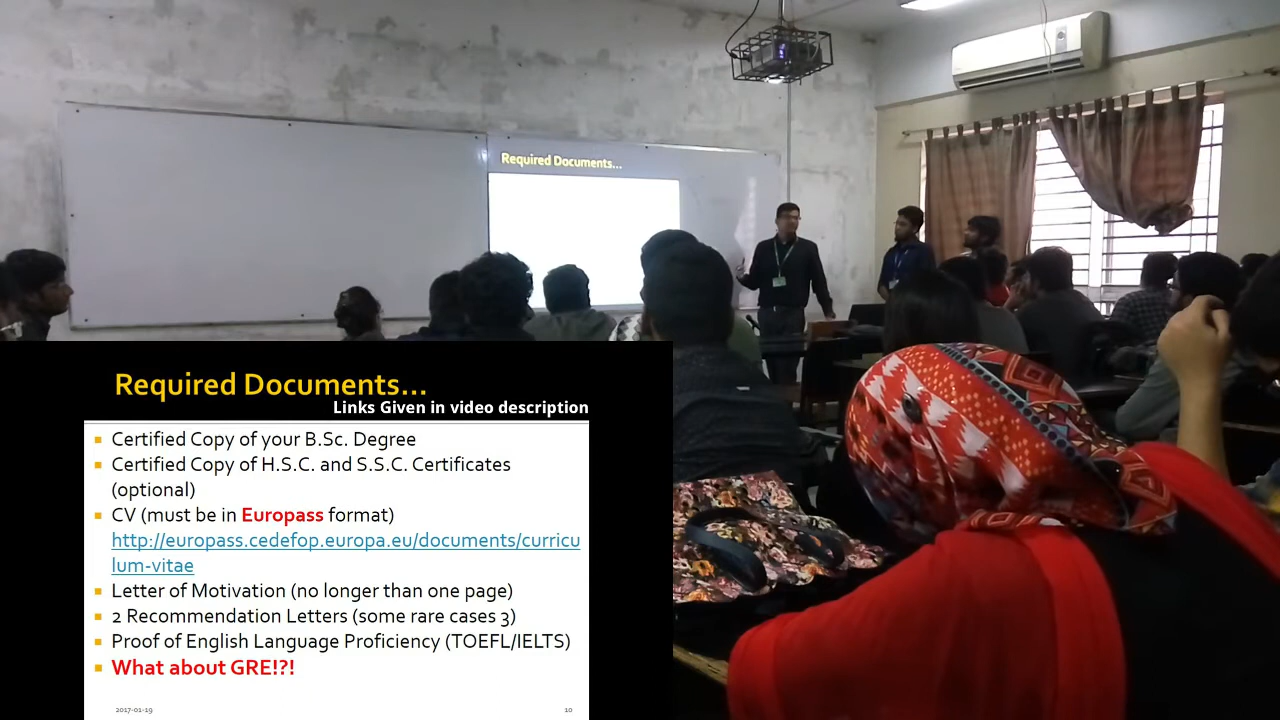 Required Documents...
Required Documents...
Links Given in video description
Certified Copy of your B.Sc. Degree
Certified Copy of H.S.C. and S.S.C. Certificates
(optional)
CV (must be in Europass format)
http://europass.cedefop.europa.eu/documents/curricu
lum-vitae
Letter of Motivation (no longer than one page)
2 Recommendation Letters (some rare cases 3)
Proof of English Language Proficiency (TOEFL/IELTS)
What about GRE!?!
2017-01-19
10